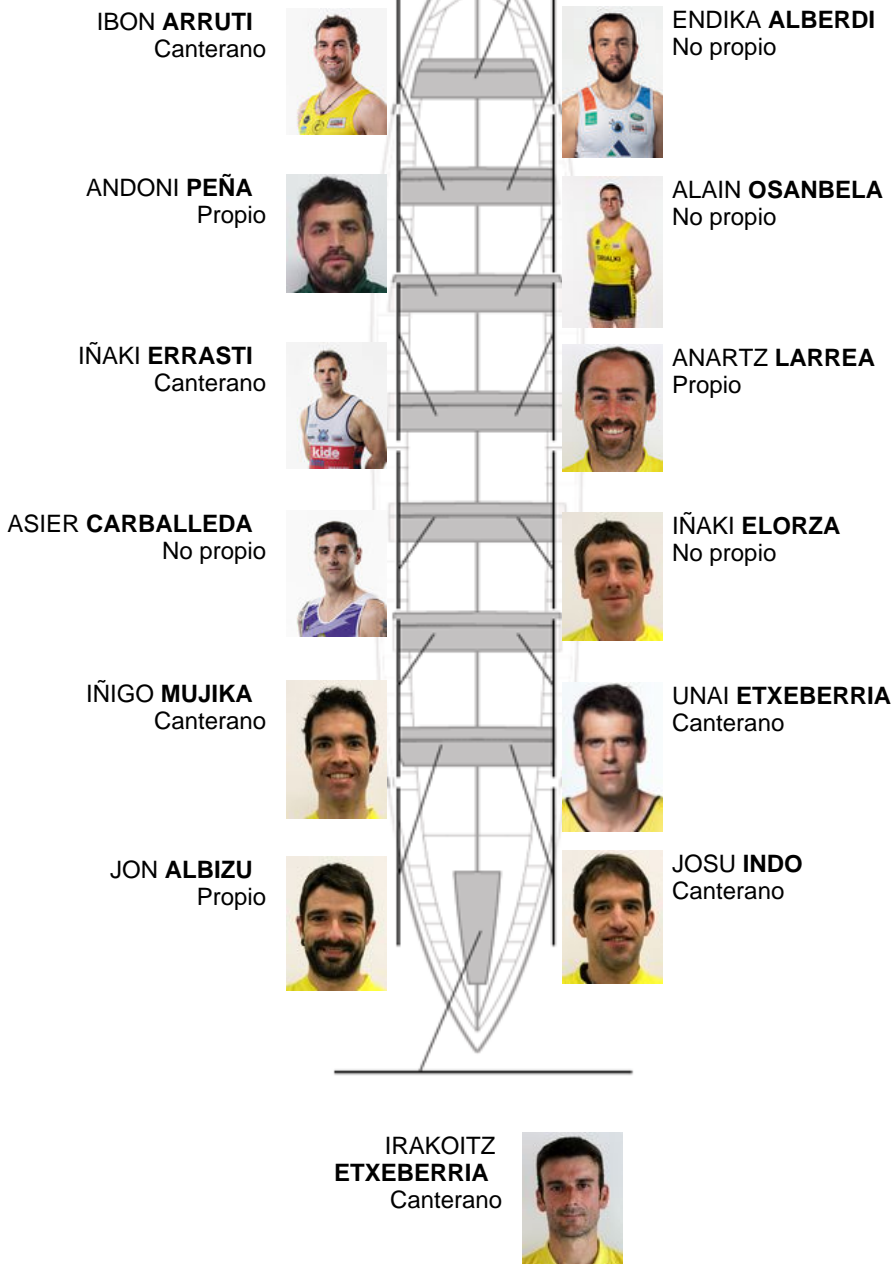 IBON ARRUTI
Canterano
ENDIKA ALBERDI
No propio
ANDONI PEÑA
Propio
ALAIN OSANBELA
No propio
IÑAKI ERRASTI
Canterano
ANARTZ LARREA
Propio
kide
ASIER CARBALLEDA
No propio
IÑAKI ELORZA
No propio
IÑIGO MUJIKA
Canterano
UNAI ETXEBERRIA
Canterano
JON ALBIZU
Propio
JOSU INDO
Canterano
IRAKOITZ
ETXEBERRIA
Canterano